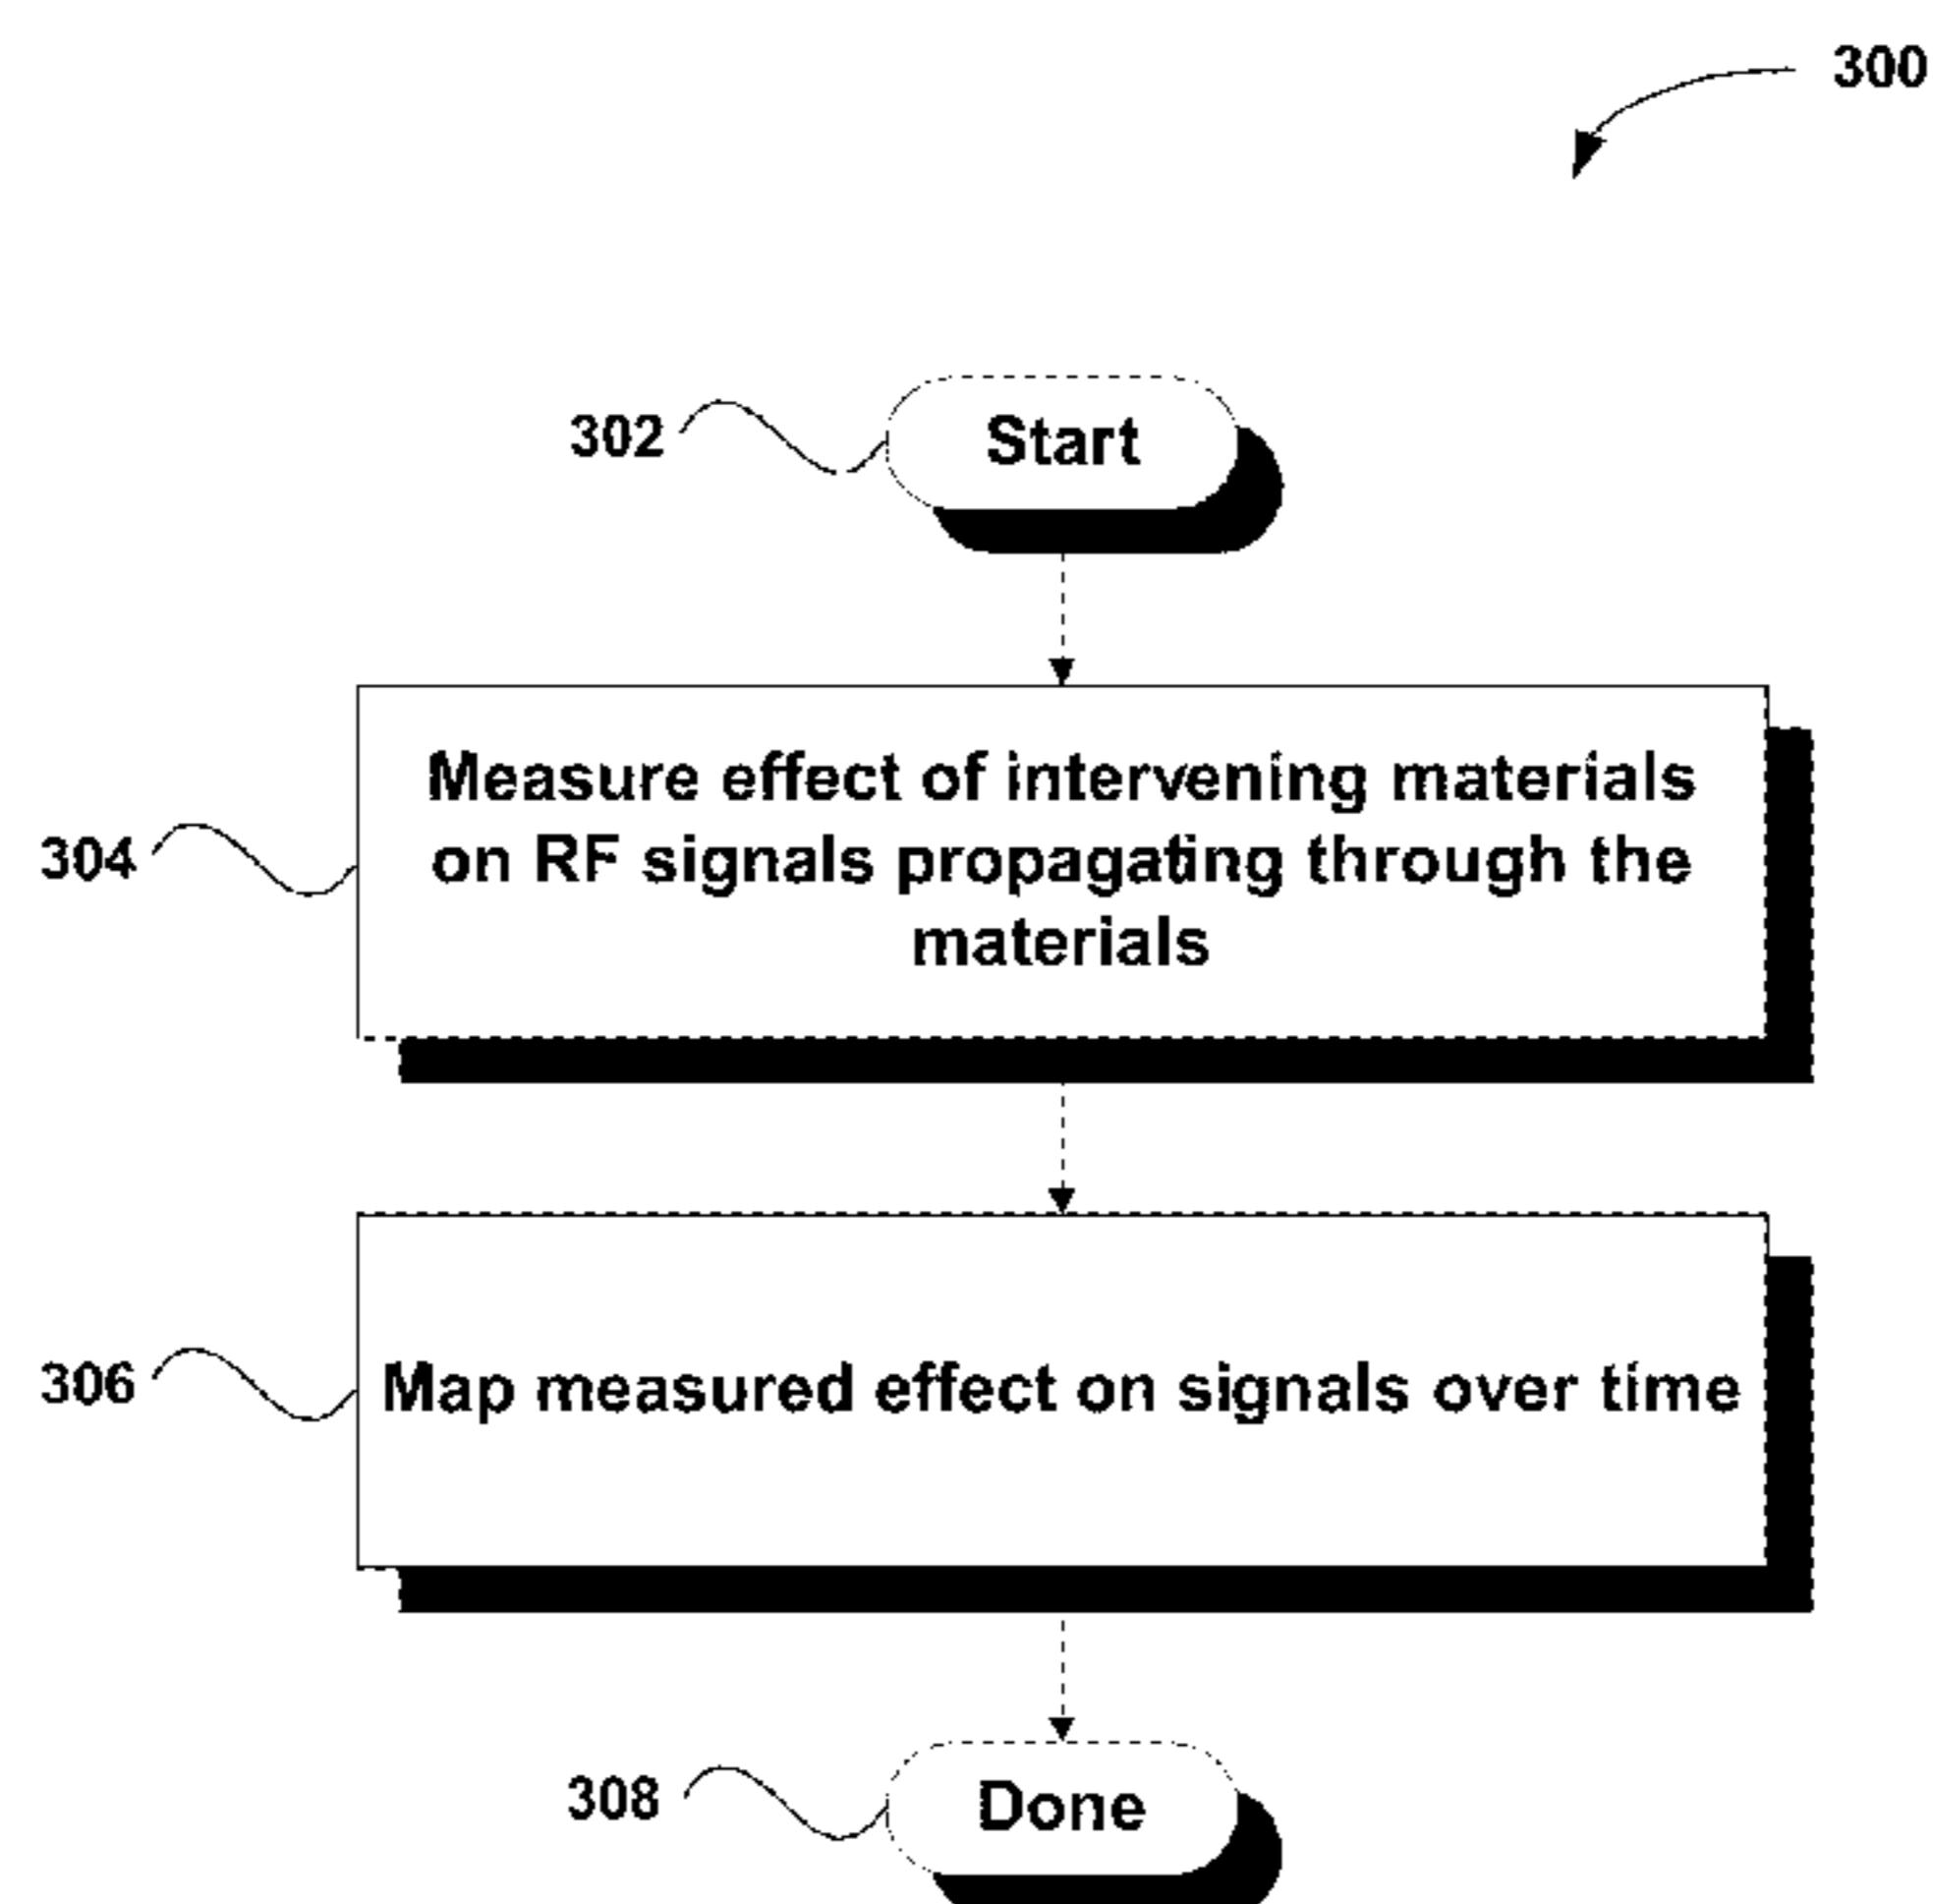 300
302
Start
304
Measure effect of intervening materials
on RF signals propagating through the
materials
306
Map measured effect on signals over time
308
Done